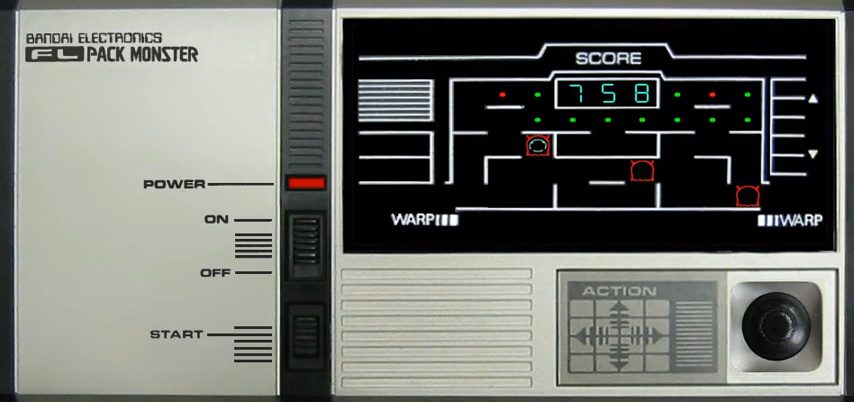 BANDAI ELECTRONICS
FL PACK MONSTER
SCORE
758
POWER
ON
WARP
WARP
OFF
ACTION
START